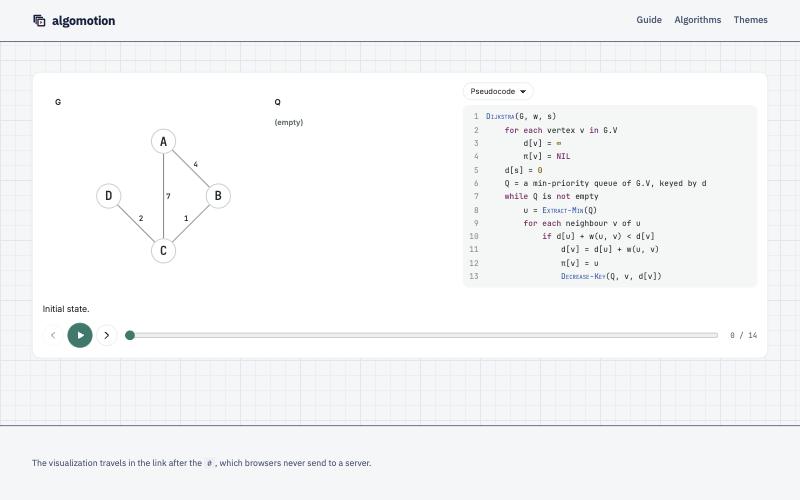 algomotion
Guide Algorithms Themes
G
Q
(empty)
A
4
D
7
B
2
1
C
Pseudocode
1 Dijkstra(G, w, s)
2 for each vertex v in G.V
3 d[v] = ∞
4 π[v] = NIL
5 d[s] = 0
6 Q = a min-priority queue of G.V, keyed by d
7 while Q is not empty
8 u = Extract-Min(Q)
9 for each neighbour v of u
10 if d[u] + w(u, v) < d[v]
11 d[v] = d[u] + w(u, v)
12 π[v] = u
13 Decrease-Key(Q, v, d[v])
Initial state.
0 / 14
The visualization travels in the link after the #, which browsers never send to a server.